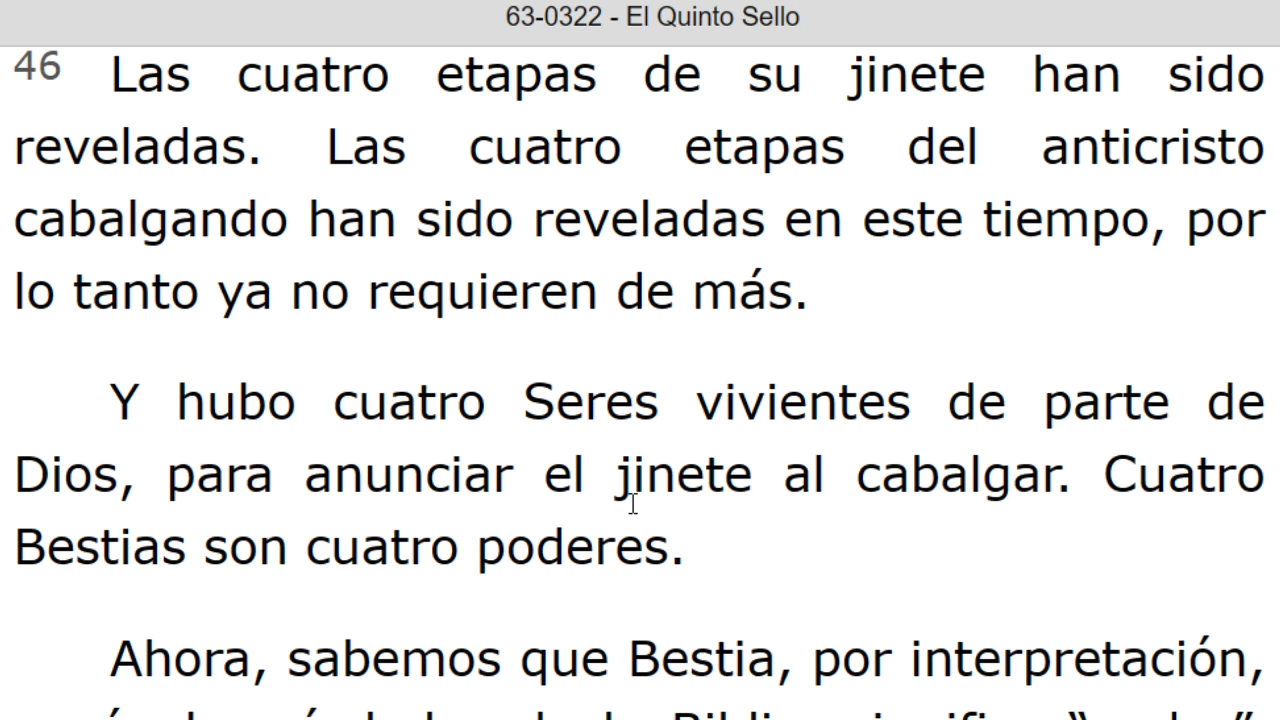 63-0322 - El Quinto Sello
46 Las cuatro etapas de su jinete han sido
reveladas. Las cuatro etapas del anticristo
cabalgando han sido reveladas en este tiempo, por
lo tanto ya no requieren de más.
Y hubo cuatro Seres vivientes de parte de
Dios, para anunciar el jinete al cabalgar. Cuatro
Bestias son cuatro poderes.
Ahora, sabemos que Bestia, por interpretación,